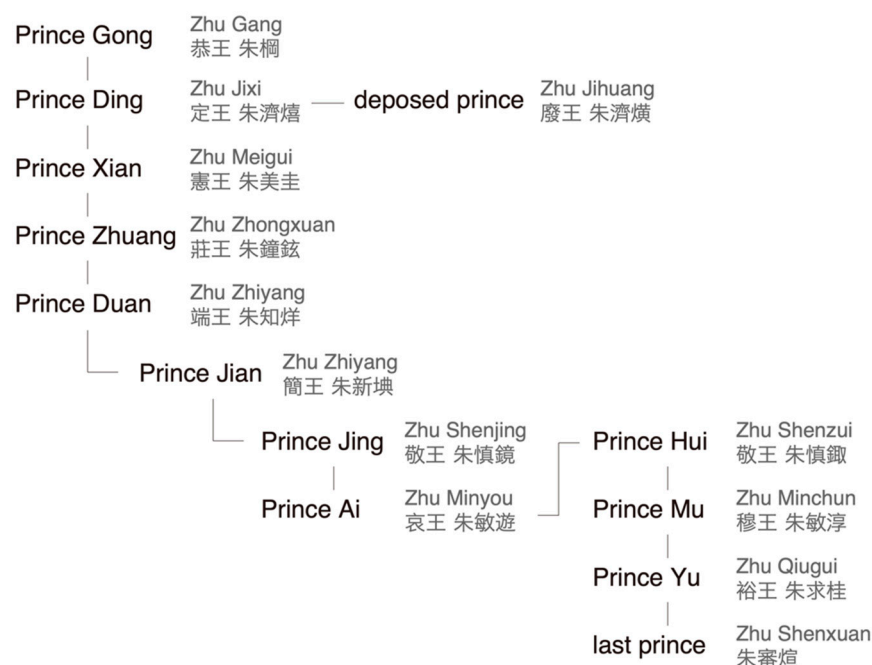 Prince Gong
Zhu Gang
恭王 朱棡
Prince Ding
Zhu Jixi
定王 朱濟熺
deposed prince
Zhu Jihuang
廢王 朱濟熿
Prince Xian
Zhu Meigui
憲王 朱美圭
Prince Zhuang
Zhu Zhongxuan
莊王 朱鐘鉉
Prince Duan
Zhu Zhiyang
端王 朱知烊
Prince Jian
Zhu Zhiyang
簡王 朱新㙉
Prince Jing
Zhu Shenjing
敬王 朱慎鏡
Prince Hui
Zhu Shenzui
敬王 朱慎鋷
Prince Ai
Zhu Minyou
哀王 朱敏遊
Prince Mu
Zhu Minchun
穆王 朱敏淳
Prince Yu
Zhu Qiugui
裕王 朱求桂
last prince
Zhu Shenxuan
朱審煊